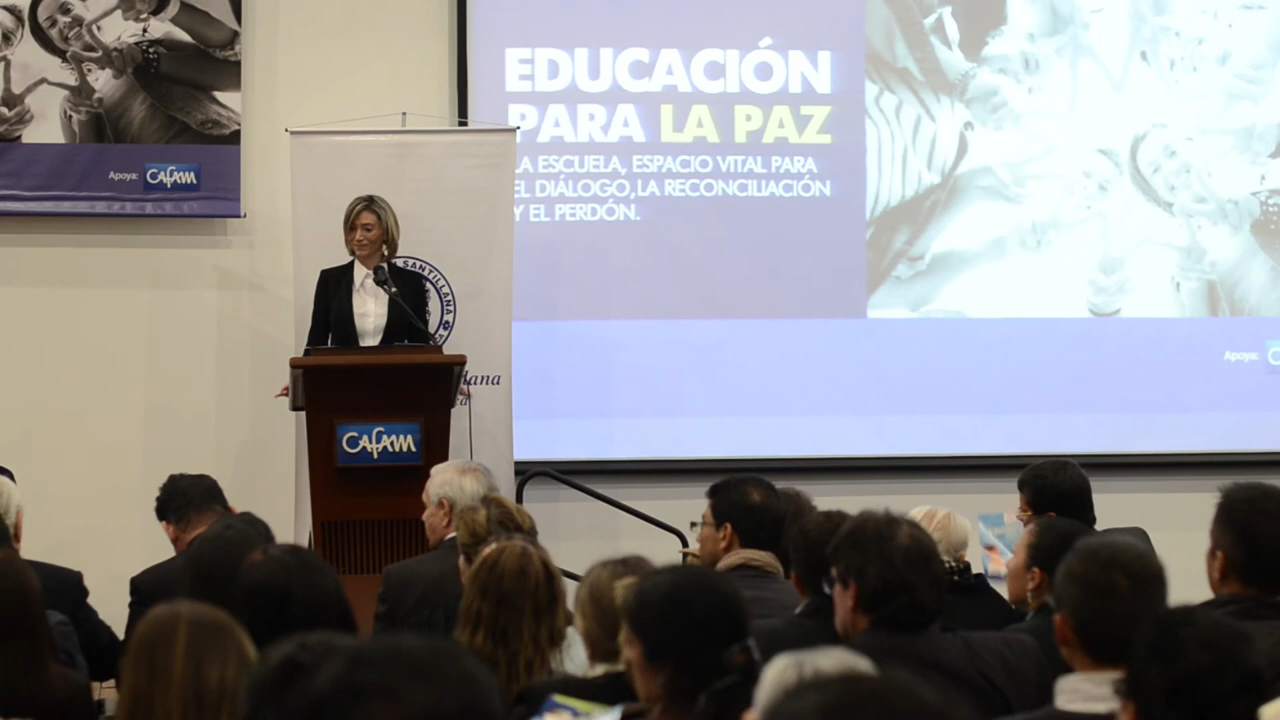 Apoya: CAFAM
EDUCACIÓN
PARA LA PAZ
LA ESCUELA, ESPACIO VITAL PARA
EL DIÁLOGO, LA RECONCILIACIÓN
Y EL PERDÓN.
SANTILLANA
Apoya:
CAFAM